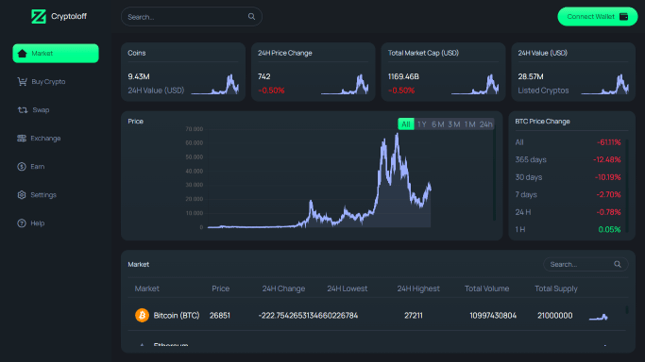 Cryptoloff
Search...
Connect Wallet
Market
Buy Crypto
Swap
Exchange
Earn
Settings
Help
Coins
9.43M
24H Value (USD)
24H Price Change
742
-0.50%
Total Market Cap (USD)
1169.46B
-0.50%
24H Value (USD)
28.57M
Listed Cryptos
Price
All 1 Y 6 M 3 M 1 M 24H
70.000
60.000
50.000
40.000
30.000
20.000
10.000
0
BTC Price Change
All -61.11%
365 days -12.48%
30 days -10.19%
7 days -2.70%
24 H -0.78%
1 H 0.05%
Market
Search...
Market Price 24H Change 24H Lowest 24H Highest Total Volume Total Supply
Bitcoin (BTC) 26851 -222.7542653134660226784 27211 10997430804 21000000
Ethereum